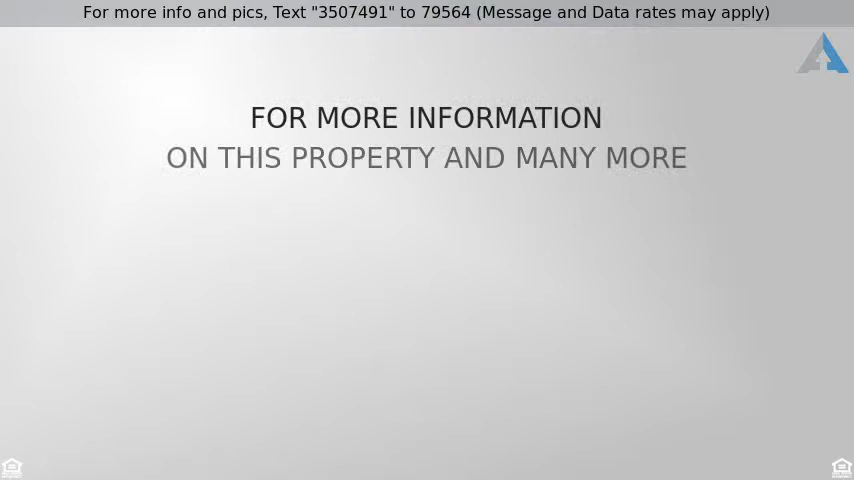 For more info and pics, Text "3507491" to 79564 (Message and Data rates may apply)
FOR MORE INFORMATION
ON THIS PROPERTY AND MANY MORE